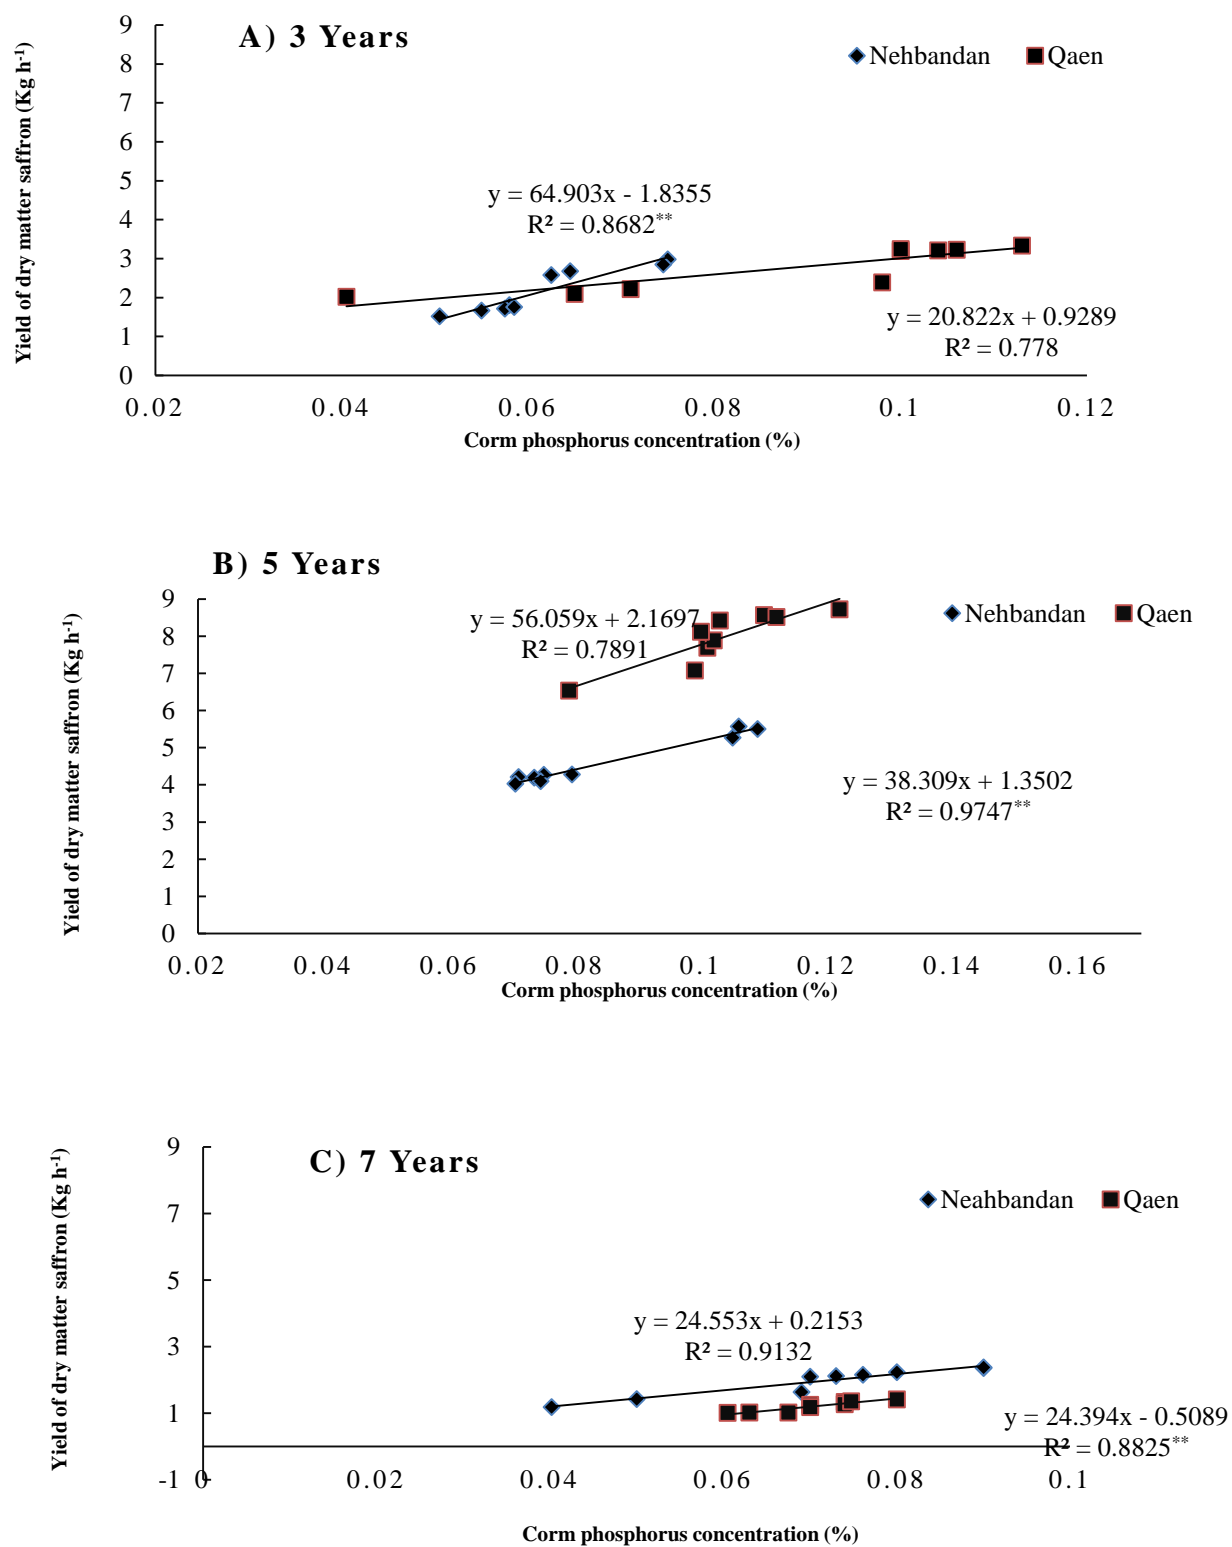 A) 3 Years
Nehbandan Qaen
Yield of dry matter saffron (Kg h⁻¹)
9
8
7
6
5
4
3
2
1
0
y = 64.903x - 1.8355
R² = 0.8682**
y = 20.822x + 0.9289
R² = 0.778
0.02 0.04 0.06 0.08 0.1 0.12
Corm phosphorus concentration (%)
B) 5 Years
Nehbandan Qaen
Yield of dry matter saffron (Kg h⁻¹)
9
8
7
6
5
4
3
2
1
0
y = 56.059x + 2.1697
R² = 0.7891
y = 38.309x + 1.3502
R² = 0.9747**
0.02 0.04 0.06 0.08 0.1 0.12 0.14 0.16
Corm phosphorus concentration (%)
C) 7 Years
Neahbandan Qaen
Yield of dry matter saffron (Kg h⁻¹)
9
7
5
3
1
-1
y = 24.553x + 0.2153
R² = 0.9132
y = 24.394x - 0.5089
R² = 0.8825**
0 0.02 0.04 0.06 0.08 0.1
Corm phosphorus concentration (%)